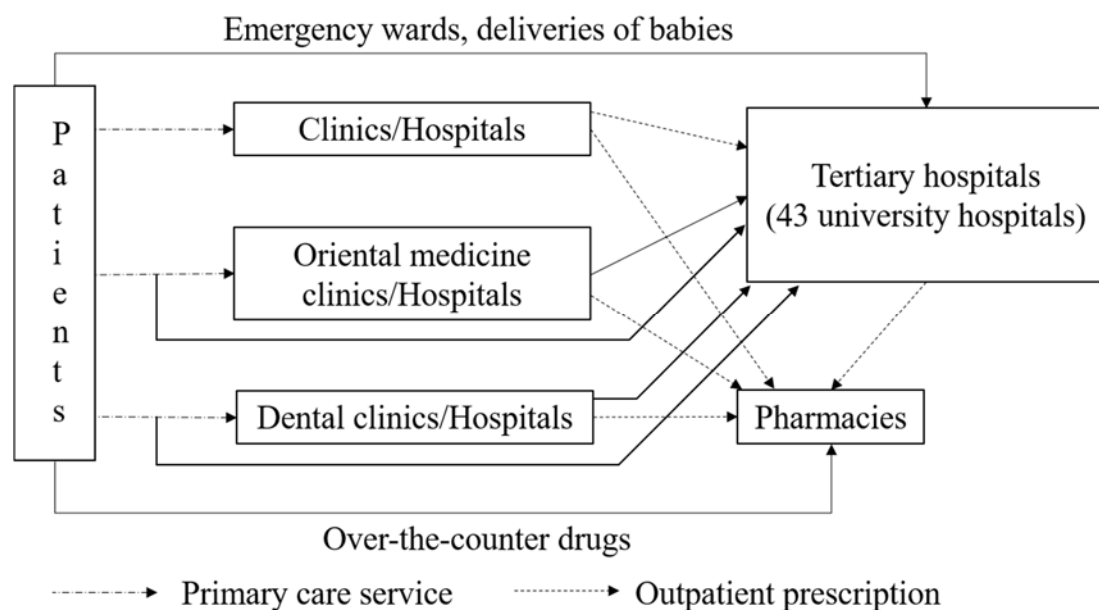 Emergency wards, deliveries of babies
Patients
Clinics/Hospitals
Tertiary hospitals
(43 university hospitals)
Oriental medicine
clinics/Hospitals
Dental clinics/Hospitals
Pharmacies
Over-the-counter drugs
Primary care service
Outpatient prescription